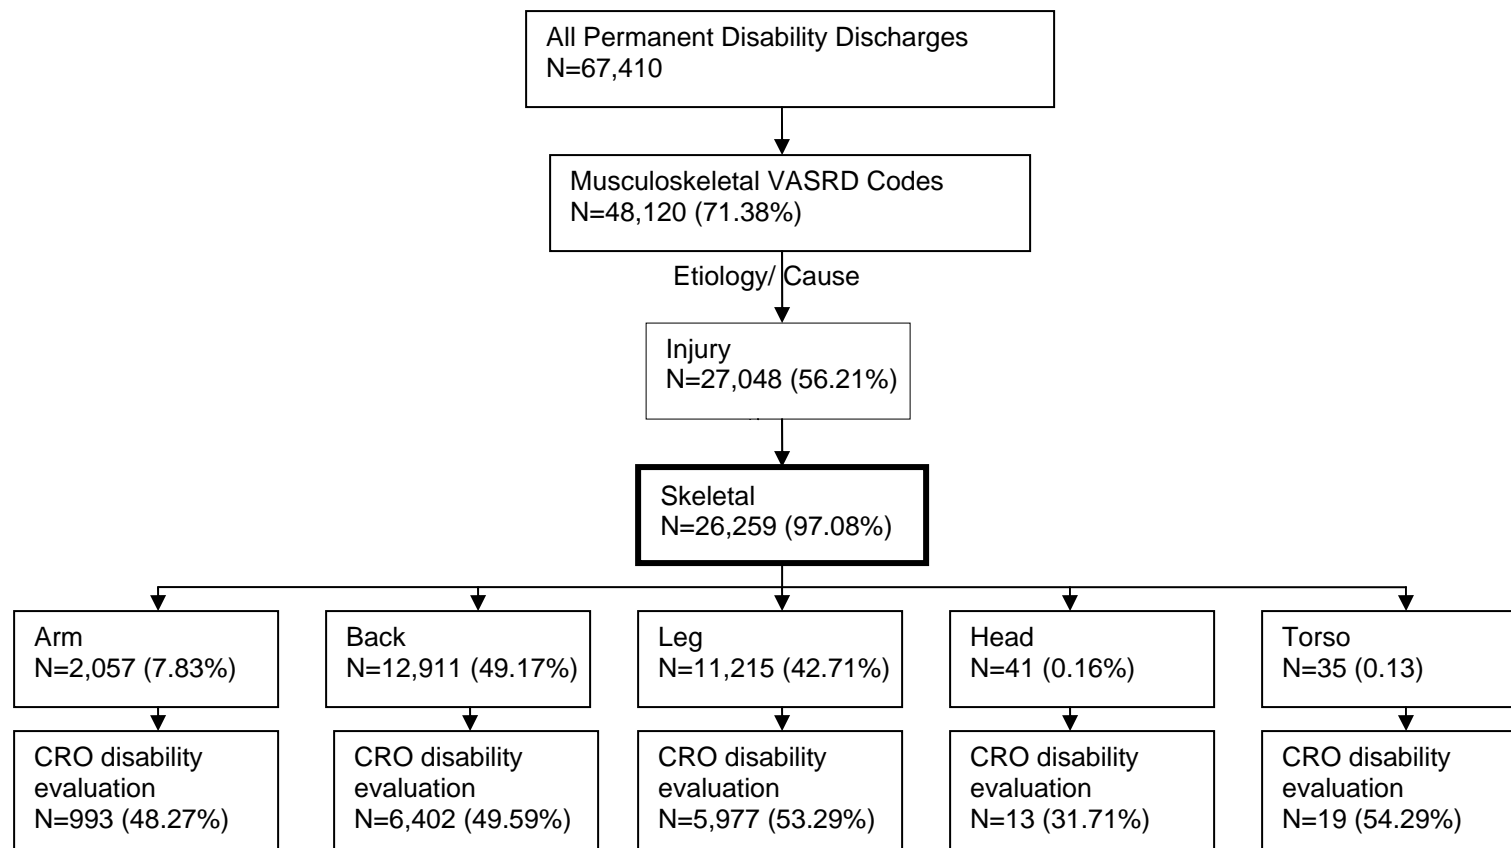 All Permanent Disability Discharges
N=67,410
Musculoskeletal VASRD Codes
N=48,120 (71.38%)
Etiology/ Cause
Injury
N=27,048 (56.21%)
Skeletal
N=26,259 (97.08%)
Arm
N=2,057 (7.83%)
Back
N=12,911 (49.17%)
Leg
N=11,215 (42.71%)
Head
N=41 (0.16%)
Torso
N=35 (0.13)
CRO disability
evaluation
N=993 (48.27%)
CRO disability
evaluation
N=6,402 (49.59%)
CRO disability
evaluation
N=5,977 (53.29%)
CRO disability
evaluation
N=13 (31.71%)
CRO disability
evaluation
N=19 (54.29%)